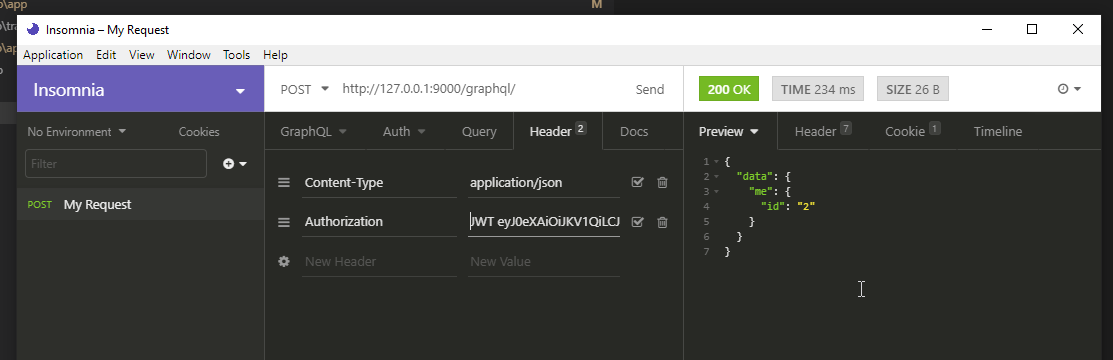 o\app
M
Insomnia – My Request
Application Edit View Window Tools Help
Insomnia
POST http://127.0.0.1:9000/graphql/ Send
200 OK TIME 234 ms SIZE 26 B
No Environment Cookies
GraphQL Auth Query Header 2 Docs
Preview Header 7 Cookie 1 Timeline
Filter
POST My Request
Content-Type application/json
Authorization JWT eyJ0eXAiOiJKV1QiLCJ
New Header New Value
1 {
2 "data": {
3 "me": {
4 "id": "2"
5 }
6 }
7 }